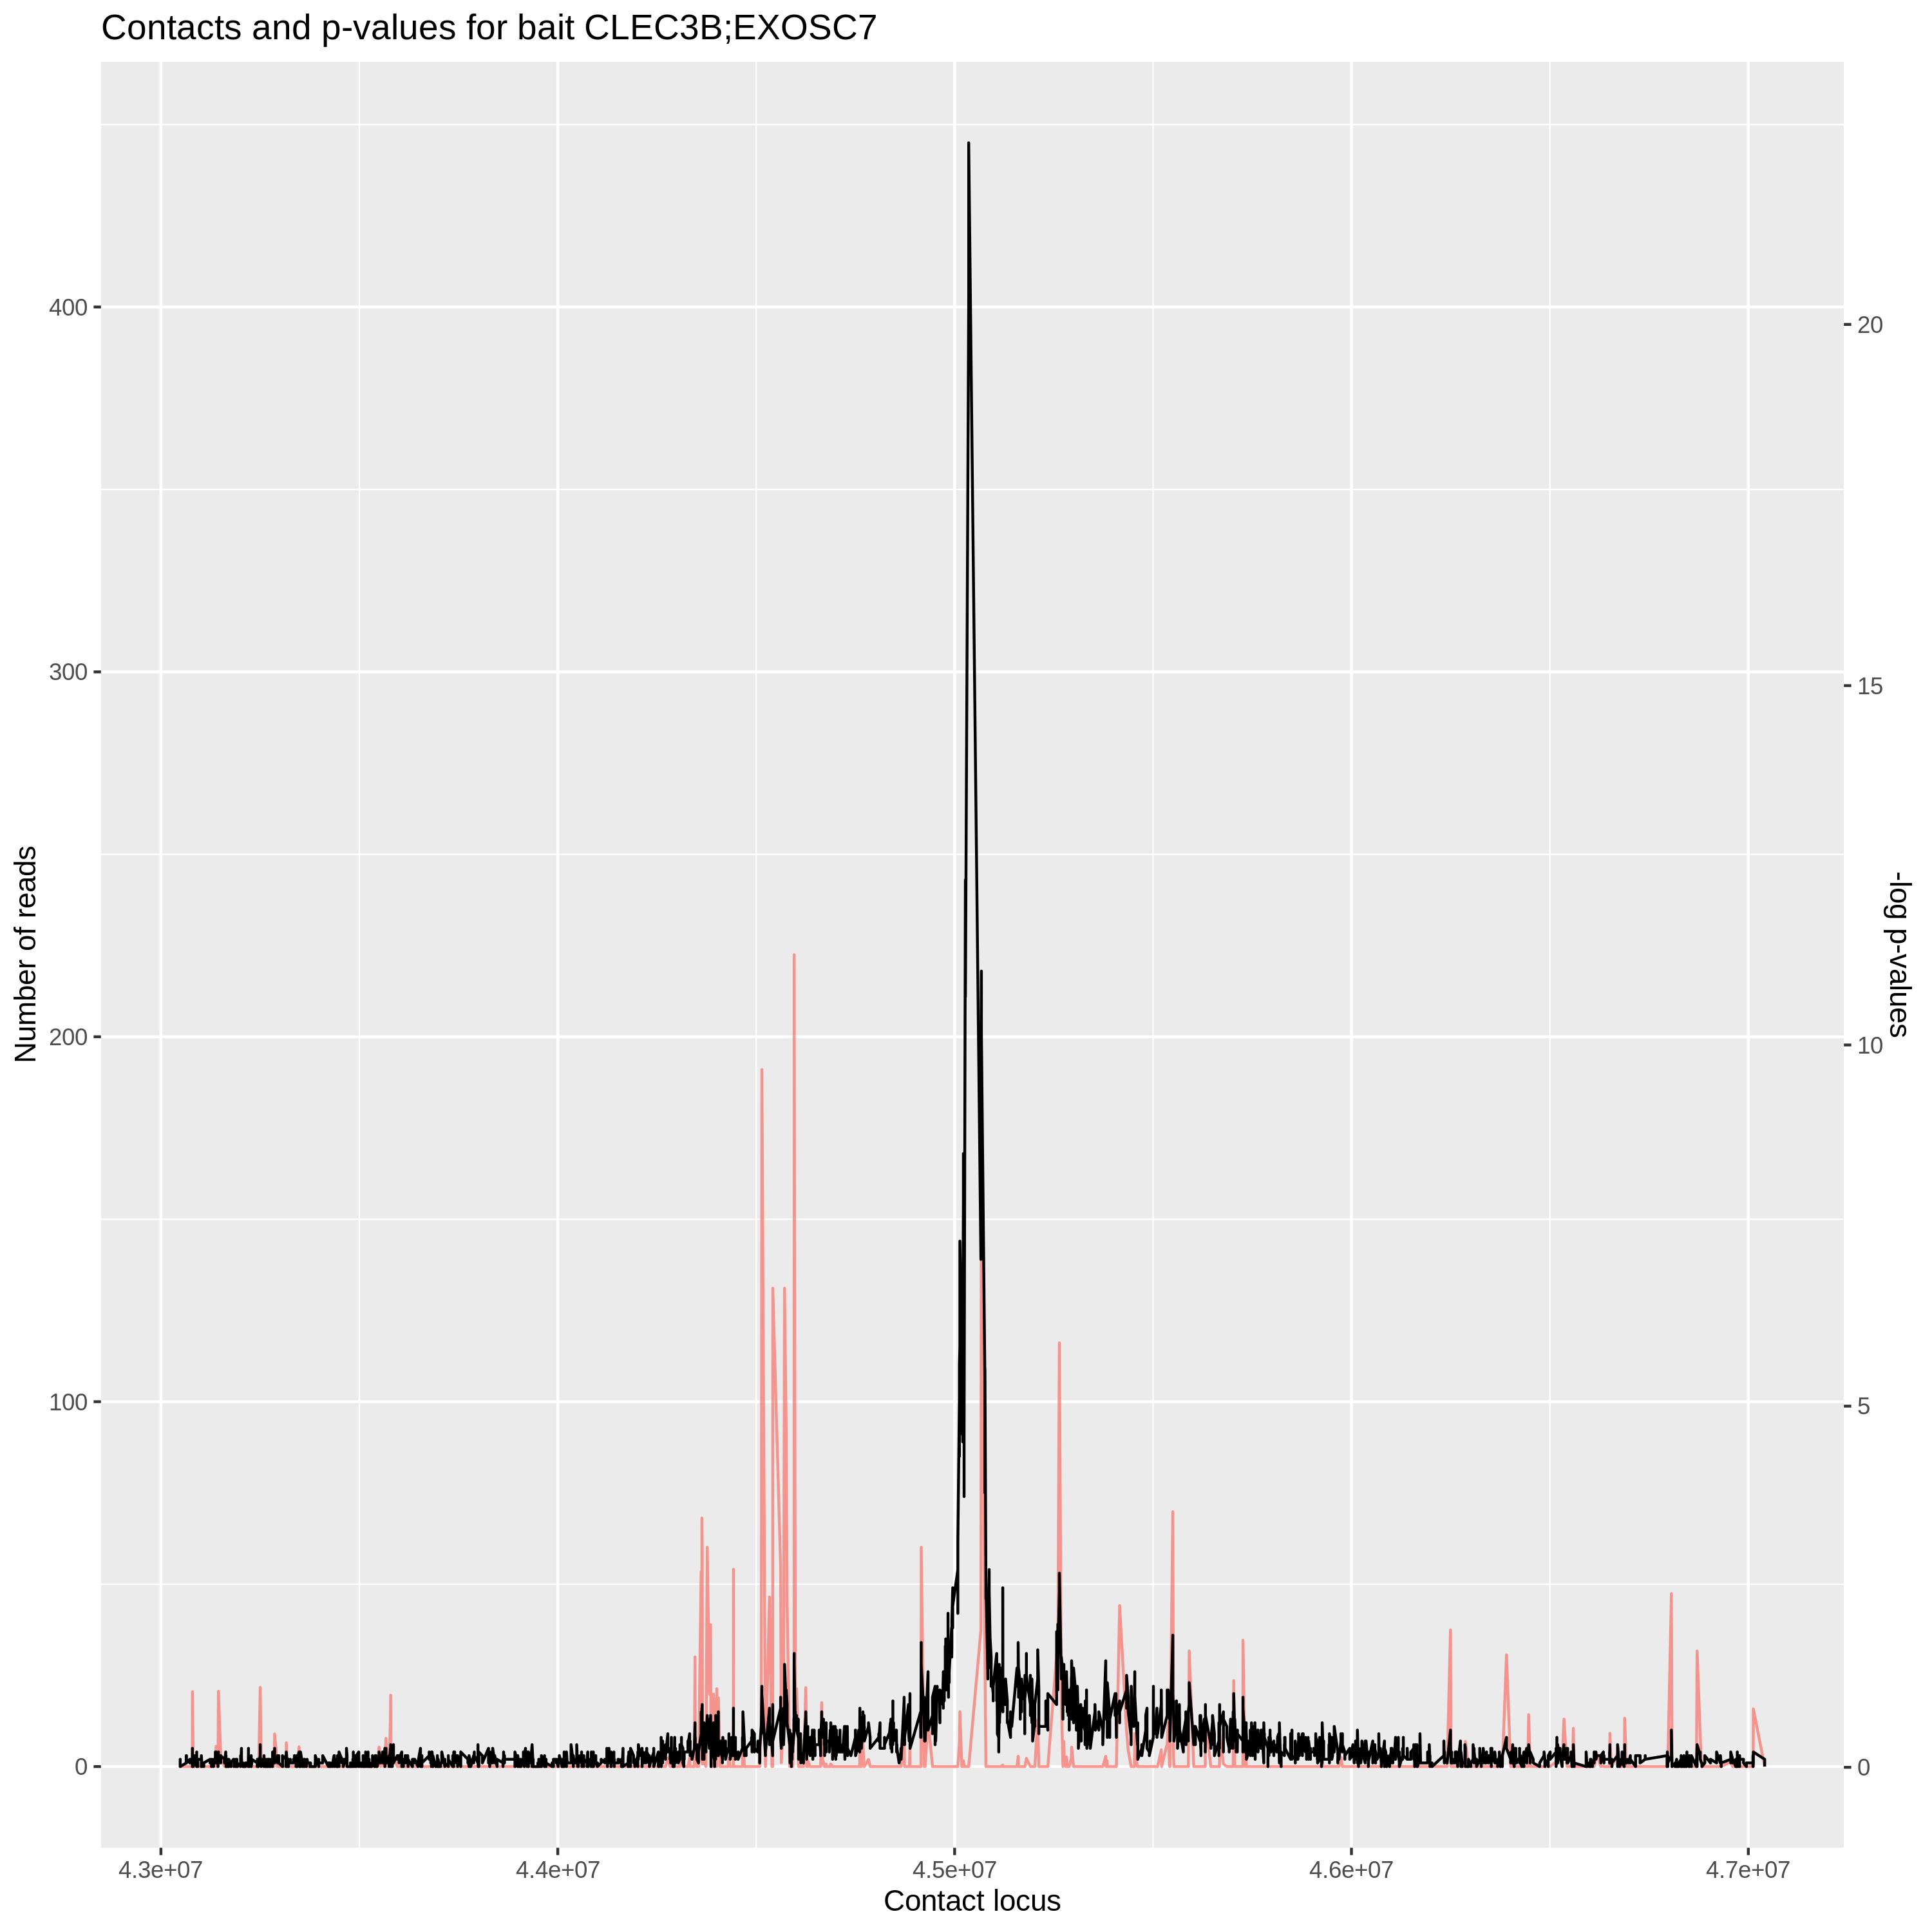 Contacts and p-values for bait CLEC3B;EXOSC7
Number of reads
400
300
200
100
0
20
15
10
5
0
-log p-values
4.3e+07
4.4e+07
4.5e+07
4.6e+07
4.7e+07
Contact locus